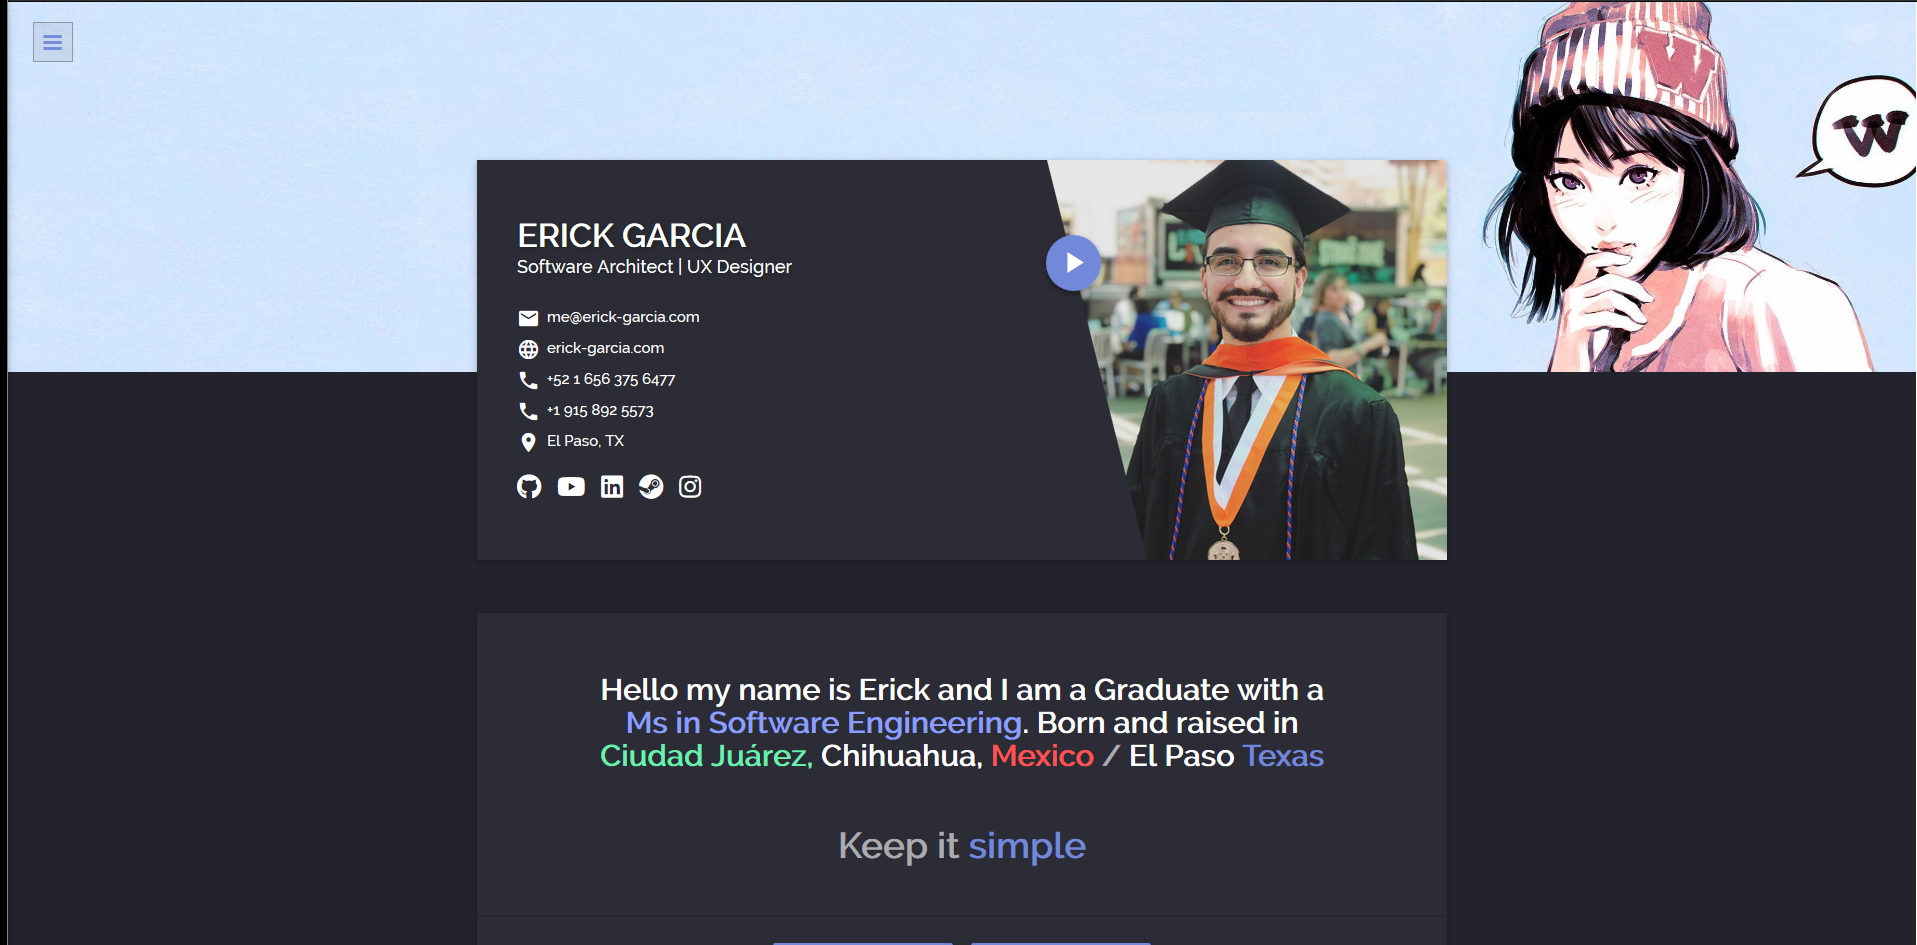 W
W
ERICK GARCIA
Software Architect | UX Designer
me@erick-garcia.com
erick-garcia.com
+52 1 656 375 6477
+1 915 892 5573
El Paso, TX
Hello my name is Erick and I am a Graduate with a
Ms in Software Engineering. Born and raised in
Ciudad Juárez, Chihuahua, Mexico / El Paso Texas
Keep it simple